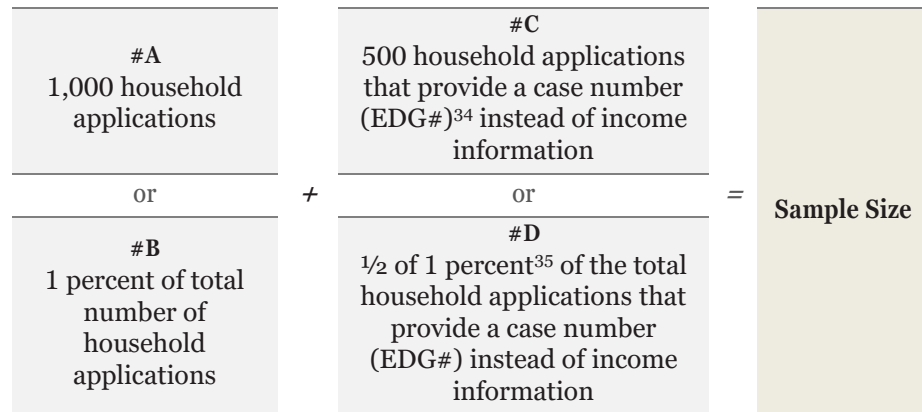 #A
1,000 household
applications
or
#B
1 percent of total
number of
household
applications
+
#C
500 household applications
that provide a case number
(EDG#)³⁴ instead of income
information
or
#D
½ of 1 percent³⁵ of the total
household applications that
provide a case number
(EDG#) instead of income
information
=
Sample Size